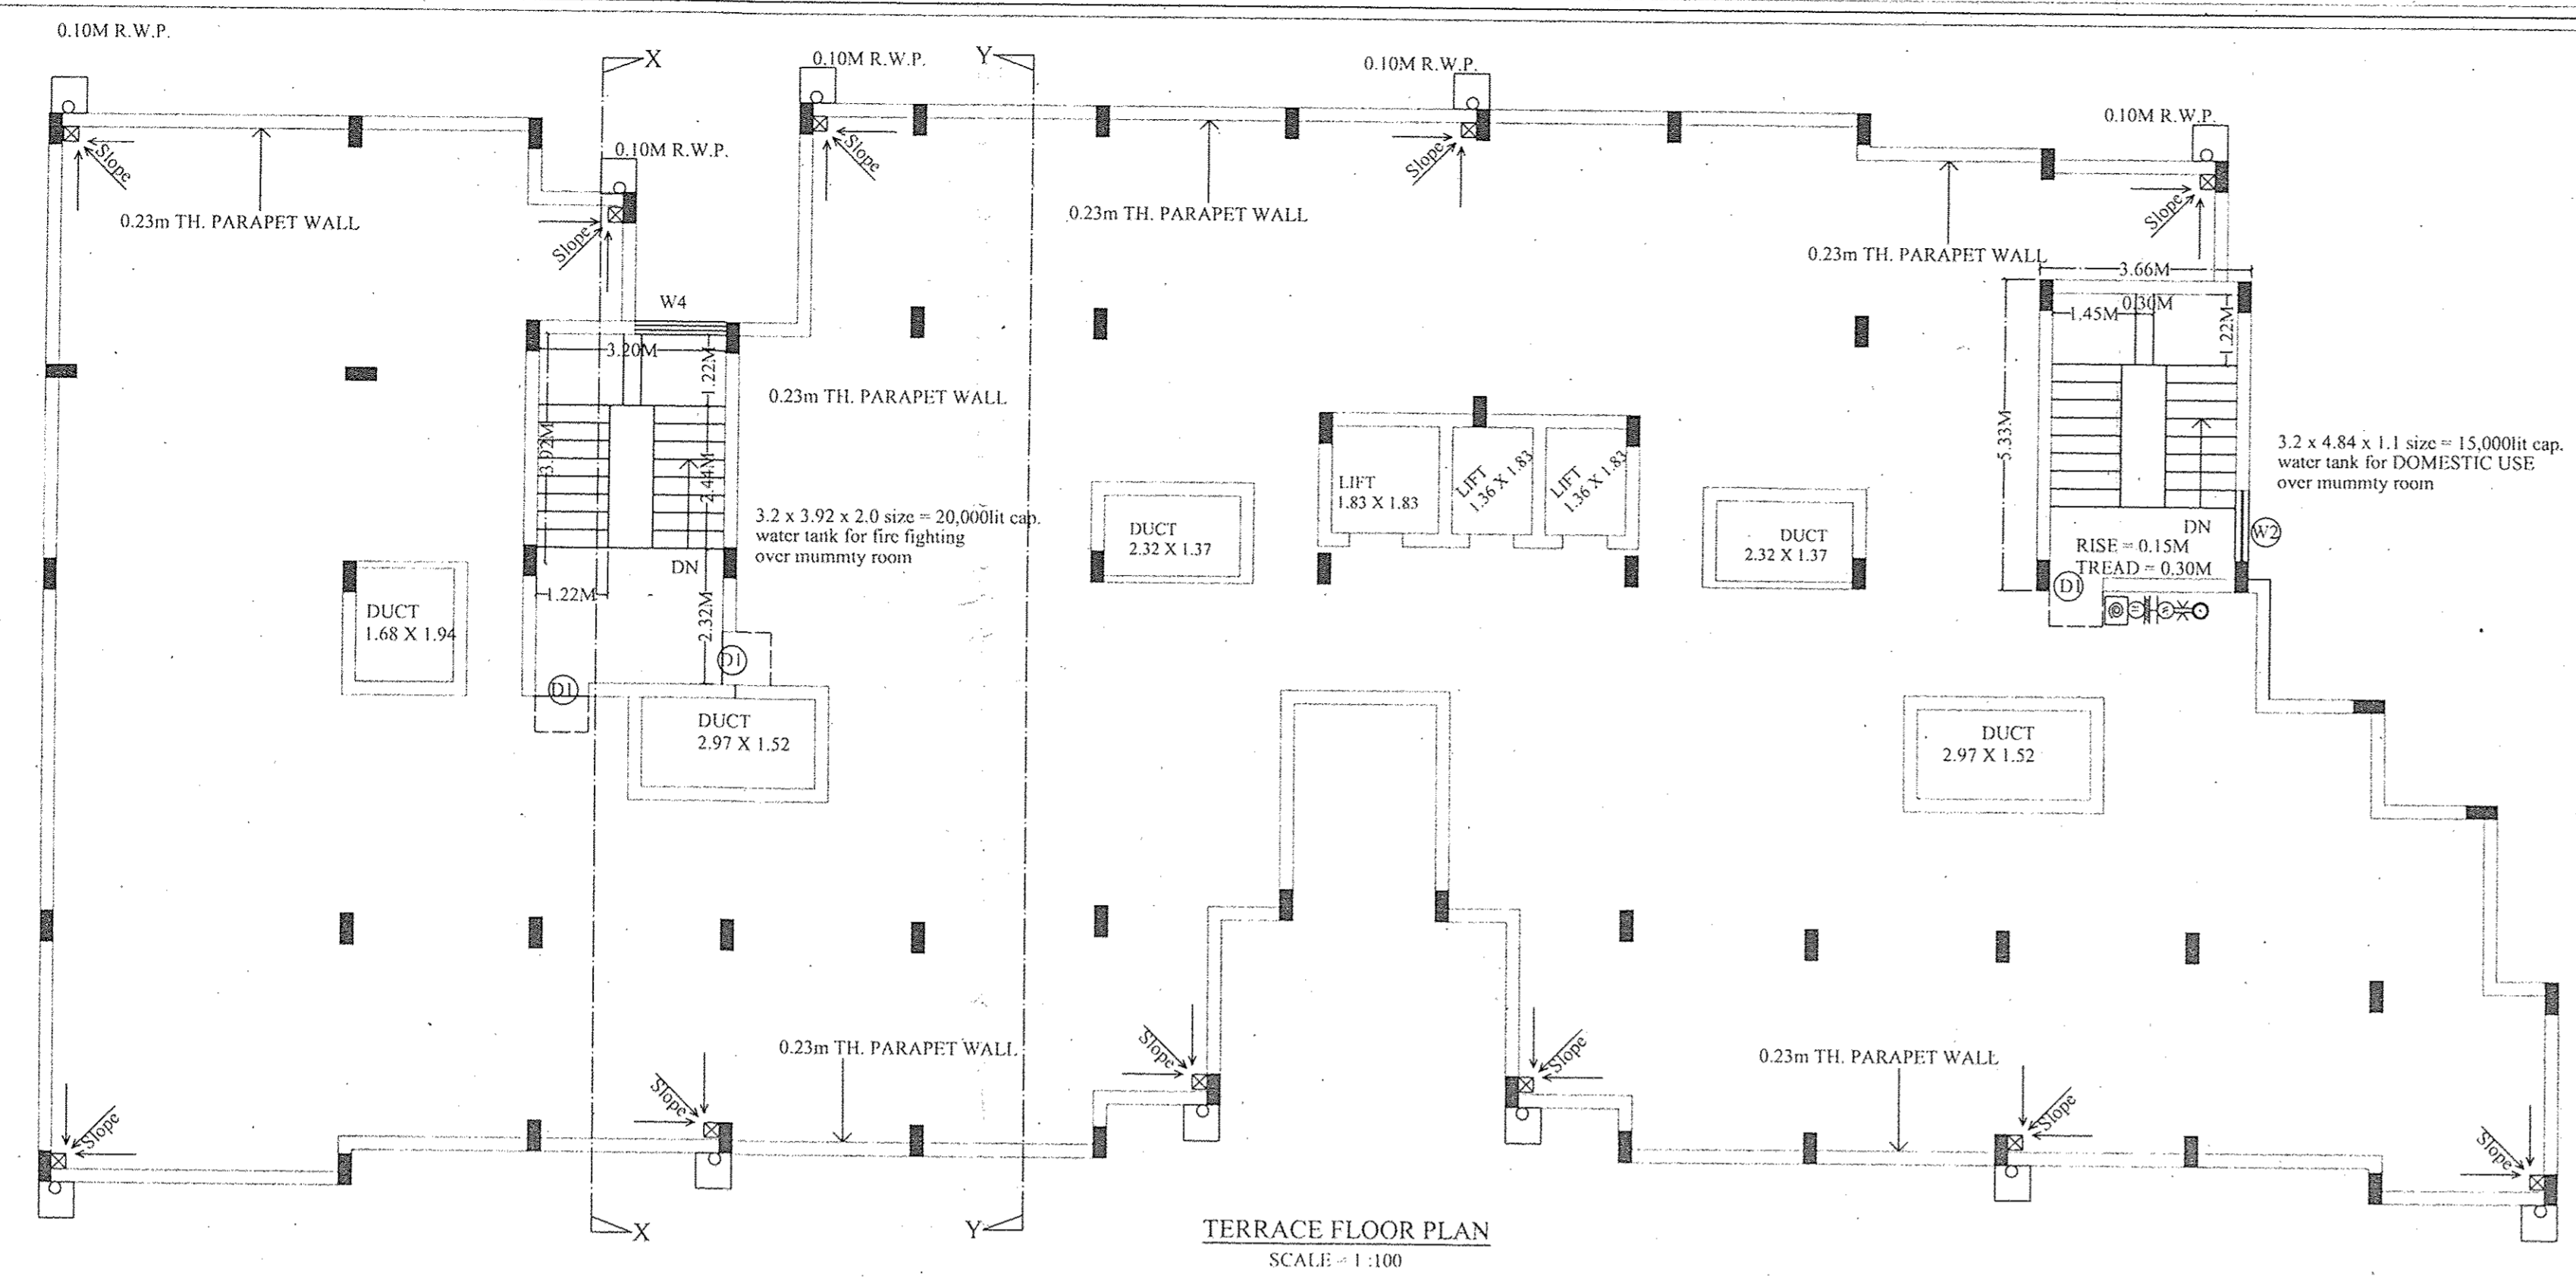 0.10M R.W.P.
X
0.10M R.W.P.
Y
0.10M R.W.P.
0.10M R.W.P.
0.10M R.W.P.
Slope
Slope
Slope
Slope
Slope
0.23m TH. PARAPET WALL
0.23m TH. PARAPET WALL
0.23m TH. PARAPET WALL
3.66M
0.30M
1.45M
1.22M
W4
3.20M
1.22M
0.23m TH. PARAPET WALL
3.92M
2.44M
5.33M
LIFT
1.83 X 1.83
LIFT
1.36 X 1.83
LIFT
1.36 X 1.83
3.2 x 4.84 x 1.1 size = 15,000lit cap.
water tank for DOMESTIC USE
over mummty room
3.2 x 3.92 x 2.0 size = 20,000lit cap.
water tank for fire fighting
over mummty room
DUCT
2.32 X 1.37
DUCT
2.32 X 1.37
DN
W2
RISE = 0.15M
TREAD = 0.30M
D1
DN
1.22M
2.32M
DUCT
1.68 X 1.94
D1
D1
DUCT
2.97 X 1.52
DUCT
2.97 X 1.52
0.23m TH. PARAPET WALL
0.23m TH. PARAPET WALL
Slope
Slope
Slope
Slope
Slope
Slope
X
Y
TERRACE FLOOR PLAN
SCALE = 1 :100